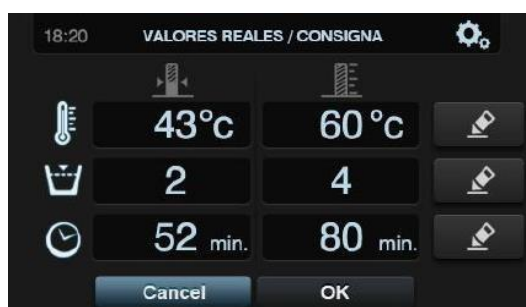 18:20 VALORES REALES / CONSIGNA
43°c 60°c
2 4
52 min. 80 min.
Cancel OK